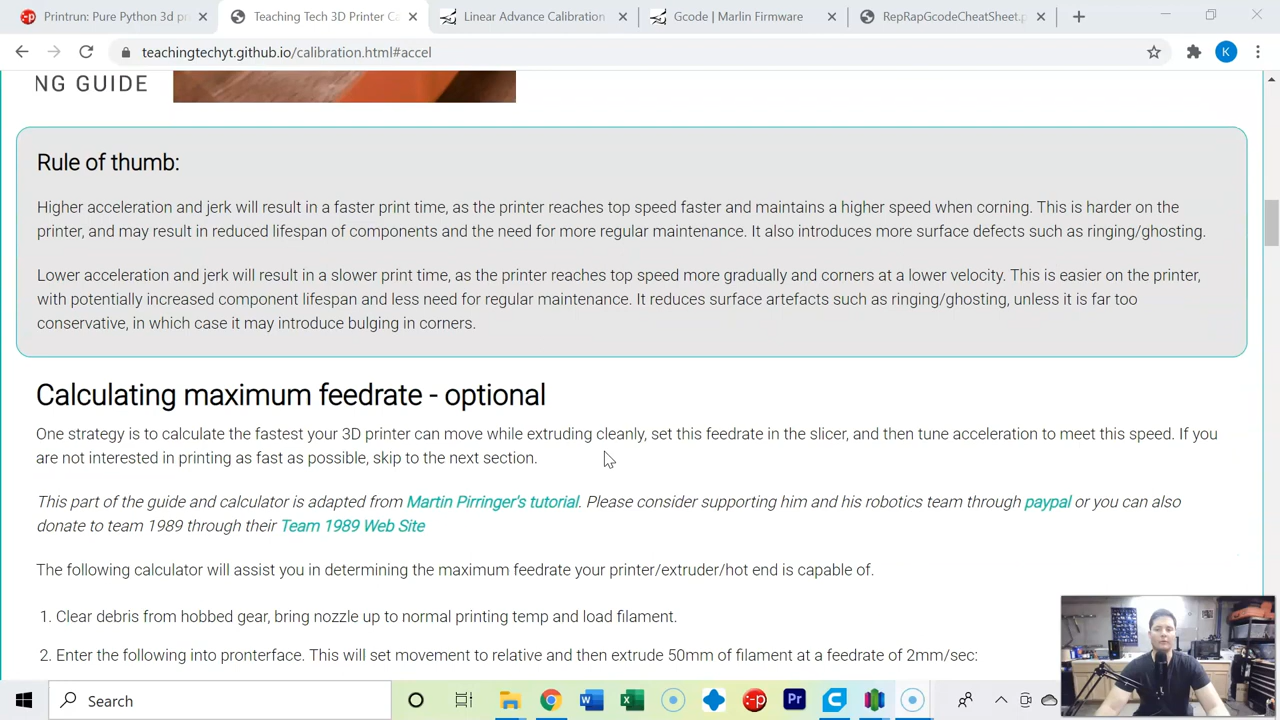 Printrun: Pure Python 3d pr
Teaching Tech 3D Printer Ca
Linear Advance Calibration
Gcode | Marlin Firmware
RepRapGcodeCheatSheet.p
teachingtechyt.github.io/calibration.html#accel
K
NG GUIDE
Rule of thumb:
Higher acceleration and jerk will result in a faster print time, as the printer reaches top speed faster and maintains a higher speed when corning. This is harder on the
printer, and may result in reduced lifespan of components and the need for more regular maintenance. It also introduces more surface defects such as ringing/ghosting.
Lower acceleration and jerk will result in a slower print time, as the printer reaches top speed more gradually and corners at a lower velocity. This is easier on the printer,
with potentially increased component lifespan and less need for regular maintenance. It reduces surface artefacts such as ringing/ghosting, unless it is far too
conservative, in which case it may introduce bulging in corners.
Calculating maximum feedrate - optional
One strategy is to calculate the fastest your 3D printer can move while extruding cleanly, set this feedrate in the slicer, and then tune acceleration to meet this speed. If you
are not interested in printing as fast as possible, skip to the next section.
This part of the guide and calculator is adapted from Martin Pirringer's tutorial. Please consider supporting him and his robotics team through paypal or you can also
donate to team 1989 through their Team 1989 Web Site
The following calculator will assist you in determining the maximum feedrate your printer/extruder/hot end is capable of.
1. Clear debris from hobbed gear, bring nozzle up to normal printing temp and load filament.
2. Enter the following into pronterface. This will set movement to relative and then extrude 50mm of filament at a feedrate of 2mm/sec:
Search